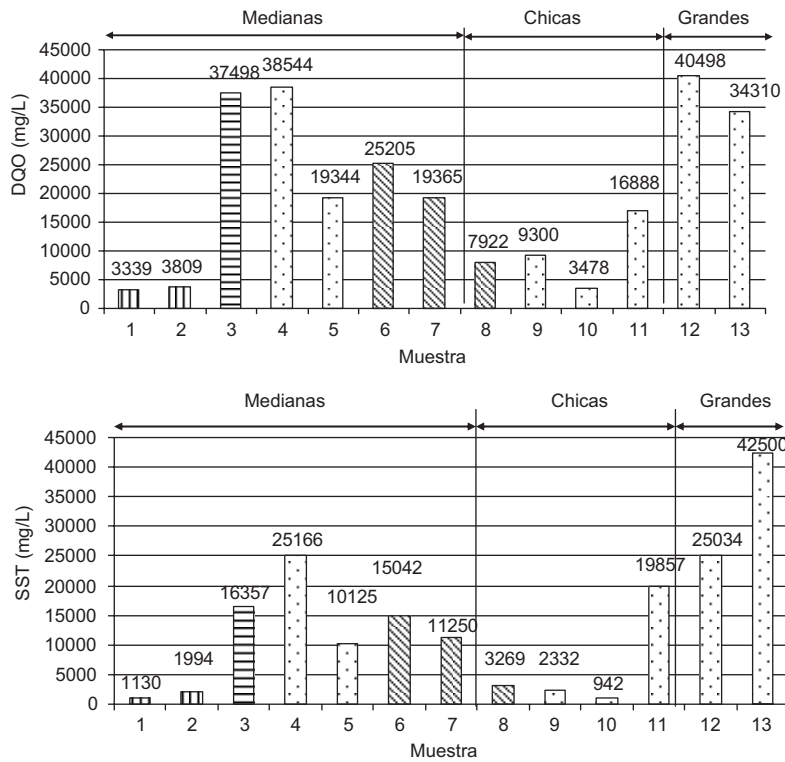 Medianas Chicas Grandes
45000
40000
35000
30000
25000
20000
15000
10000
5000
0
DQO (mg/L)
3339 3809 37498 38544 19344 25205 19365 7922 9300 3478 16888 40498 34310
1 2 3 4 5 6 7 8 9 10 11 12 13
Muestra
Medianas Chicas Grandes
45000
40000
35000
30000
25000
20000
15000
10000
5000
0
SST (mg/L)
1130 1994 16357 25166 10125 15042 11250 3269 2332 942 19857 25034 42500
1 2 3 4 5 6 7 8 9 10 11 12 13
Muestra